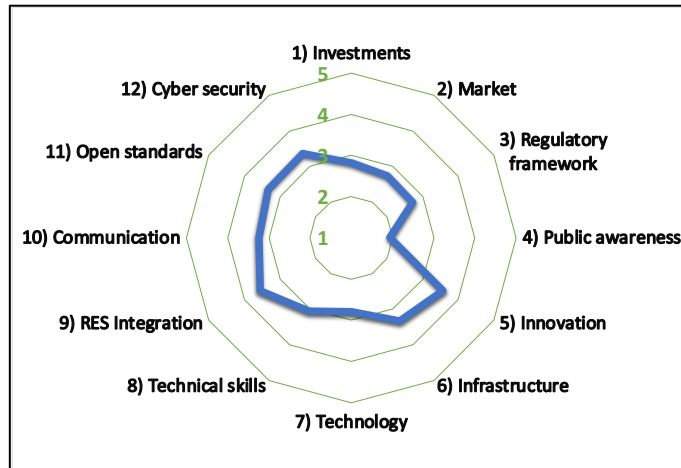 1) Investments
2) Market
3) Regulatory
framework
4) Public awareness
5) Innovation
6) Infrastructure
7) Technology
8) Technical skills
9) RES Integration
10) Communication
11) Open standards
12) Cyber security
5
4
3
2
1